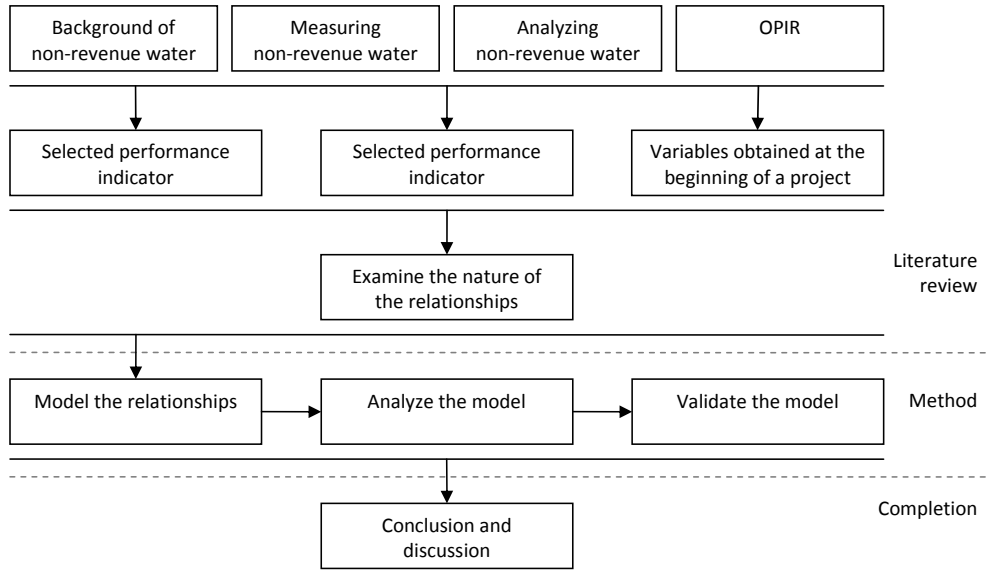 Background of
non-revenue water
Measuring
non-revenue water
Analyzing
non-revenue water
OPIR
Selected performance
indicator
Selected performance
indicator
Variables obtained at the
beginning of a project
Examine the nature of
the relationships
Literature
review
Model the relationships
Analyze the model
Validate the model
Method
Completion
Conclusion and
discussion